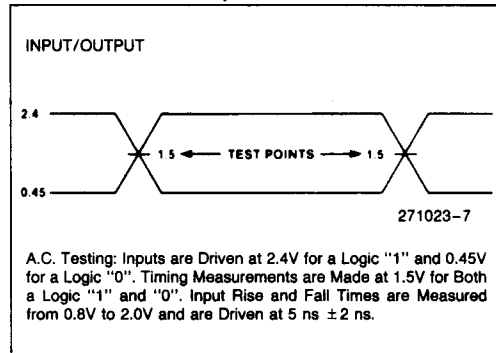 INPUT/OUTPUT
2.4
1.5 TEST POINTS 1.5
0.45
271023-7
A.C. Testing: Inputs are Driven at 2.4V for a Logic "1" and 0.45V
for a Logic "0". Timing Measurements are Made at 1.5V for Both
a Logic "1" and "0". Input Rise and Fall Times are Measured
from 0.8V to 2.0V and are Driven at 5 ns ±2 ns.